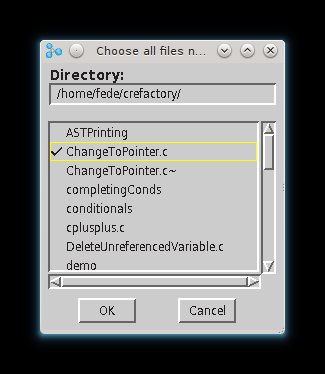 Choose all files n...
Directory:
/home/fede/crefactory/
ASTPrinting
ChangeToPointer.c
ChangeToPointer.c~
completingConds
conditionals
cplusplus.c
DeleteUnreferencedVariable.c
demo
OK
Cancel